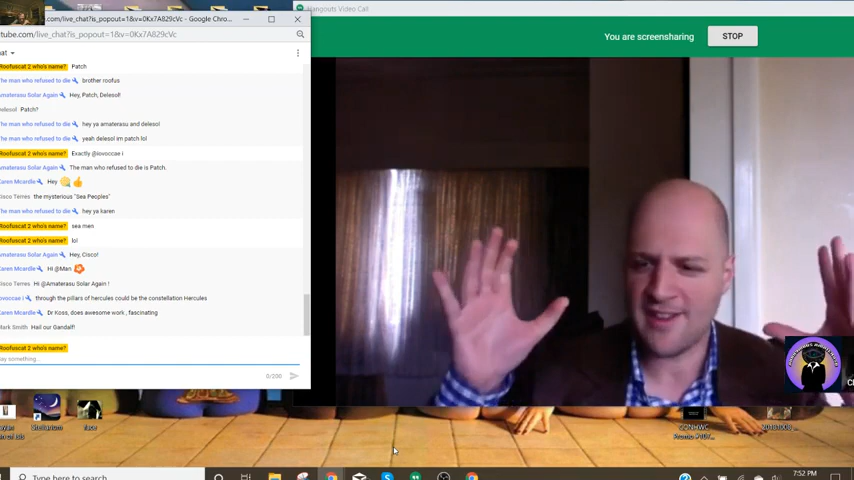 .com/live_chat?is_popout=1&v=0Kx7A829cVc - Google Chro...
tube.com/live_chat?is_popout=1&v=0Kx7A829cVc
Hangouts Video Call
You are screensharing
STOP
Roofuscat 2 who's name? Patch
The man who refused to die brother roofus
Amaterasu Solar Again Hey, Patch, Delesol!
Delesol Patch?
The man who refused to die hey ya amaterasu and delesol
The man who refused to die yeah delesol im patch lol
Roofuscat 2 who's name? Exactly @iovoccae i
Amaterasu Solar Again The man who refused to die is Patch.
Karen Mcardle Hey
Cisco Terres the mysterious "Sea Peoples"
The man who refused to die hey ya karen
Roofuscat 2 who's name? sea men
Roofuscat 2 who's name? lol
Amaterasu Solar Again Hey, Cisco!
Karen Mcardle Hi @Man
Cisco Terres Hi @Amaterasu Solar Again !
iovoccae i through the pillars of hercules could be the constellation Hercules
Karen Mcardle Dr Koss, does awesome work , fascinating
Mark Smith Hail our Gandalf!
Roofuscat 2 who's name?
Say something...
0/200
Stellarium
face
7:52 PM
Type here to search